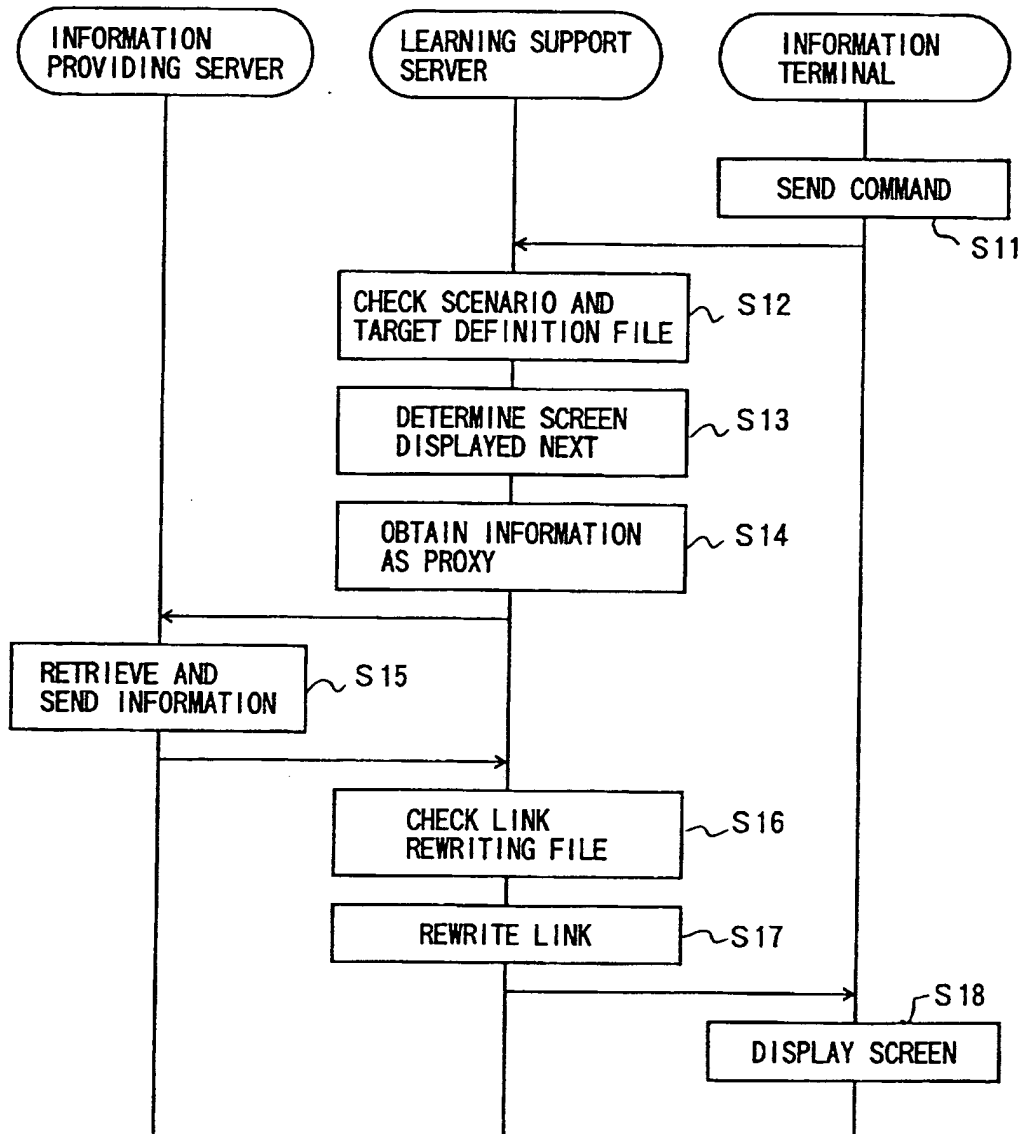 INFORMATION
PROVIDING SERVER
LEARNING SUPPORT
SERVER
INFORMATION
TERMINAL
SEND COMMAND
S11
CHECK SCENARIO AND
TARGET DEFINITION FILE
S12
DETERMINE SCREEN
DISPLAYED NEXT
S13
OBTAIN INFORMATION
AS PROXY
S14
RETRIEVE AND
SEND INFORMATION
S15
CHECK LINK
REWRITING FILE
S16
REWRITE LINK
S17
S18
DISPLAY SCREEN